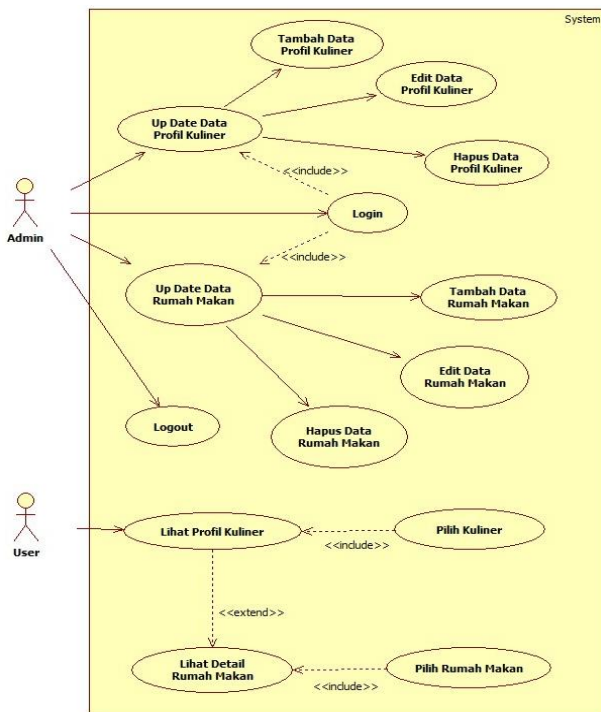 System
Tambah Data
Profil Kuliner
Edit Data
Profil Kuliner
Up Date Data
Profil Kuliner
Hapus Data
Profil Kuliner
<<include>>
Login
Admin
<<include>>
Up Date Data
Rumah Makan
Tambah Data
Rumah Makan
Edit Data
Rumah Makan
Logout
Hapus Data
Rumah Makan
User
Lihat Profil Kuliner
Pilih Kuliner
<<include>>
<<extend>>
Lihat Detail
Rumah Makan
Pilih Rumah Makan
<<include>>